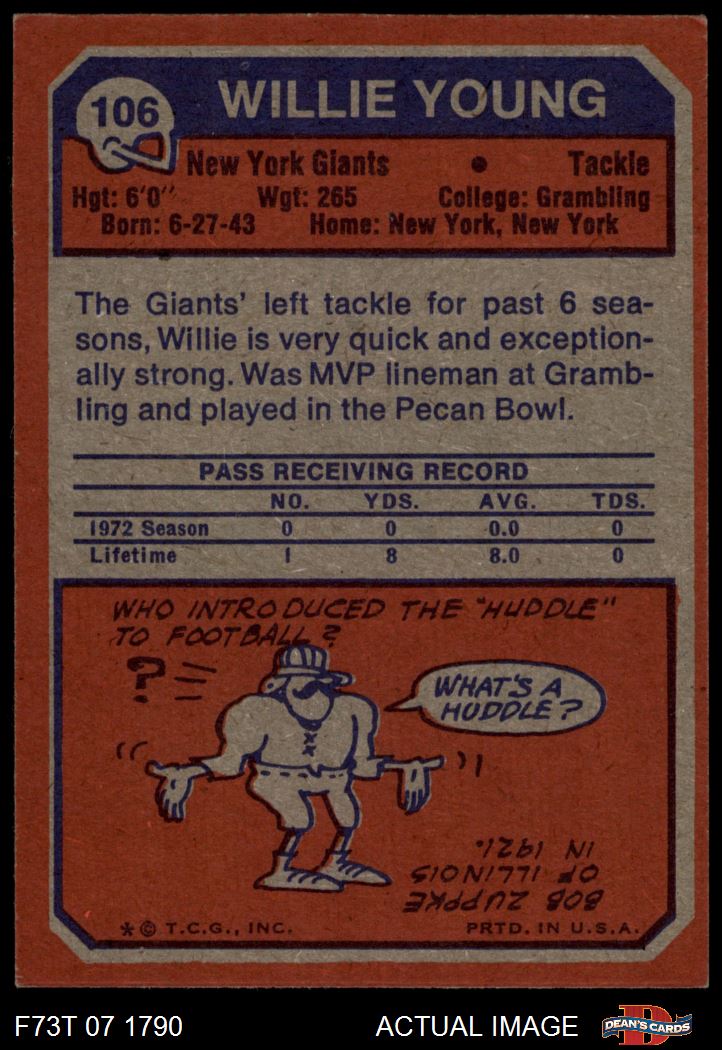 106
WILLIE YOUNG
New York Giants • Tackle
Hgt: 6'0" Wgt: 265 College: Grambling
Born: 6-27-43 Home: New York, New York
The Giants' left tackle for past 6 sea-
sons, Willie is very quick and exception-
ally strong. Was MVP lineman at Gramb-
ling and played in the Pecan Bowl.
PASS RECEIVING RECORD
NO. YDS. AVG. TDS.
1972 Season 0 0 0.0 0
Lifetime 1 8 8.0 0
WHO INTRODUCED THE "HUDDLE"
TO FOOTBALL?
?
WHAT'S A
HUDDLE?
BOB ZUPPKE
OF ILLINOIS
IN 1921.
*© T.C.G., INC. PRTD. IN U.S.A.
F73T 07 1790 ACTUAL IMAGE
D
DEAN'S CARDS